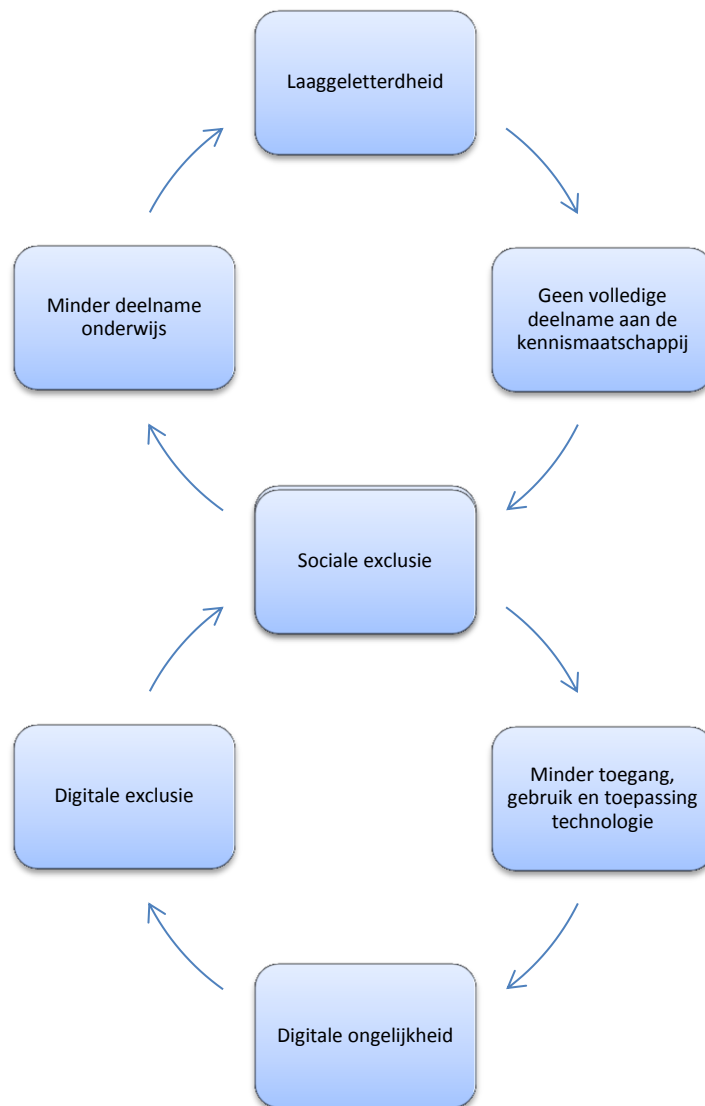 Laaggeletterdheid
Minder deelname
onderwijs
Geen volledige
deelname aan de
kennismaatschappij
Sociale exclusie
Digitale exclusie
Minder toegang,
gebruik en toepassing
technologie
Digitale ongelijkheid